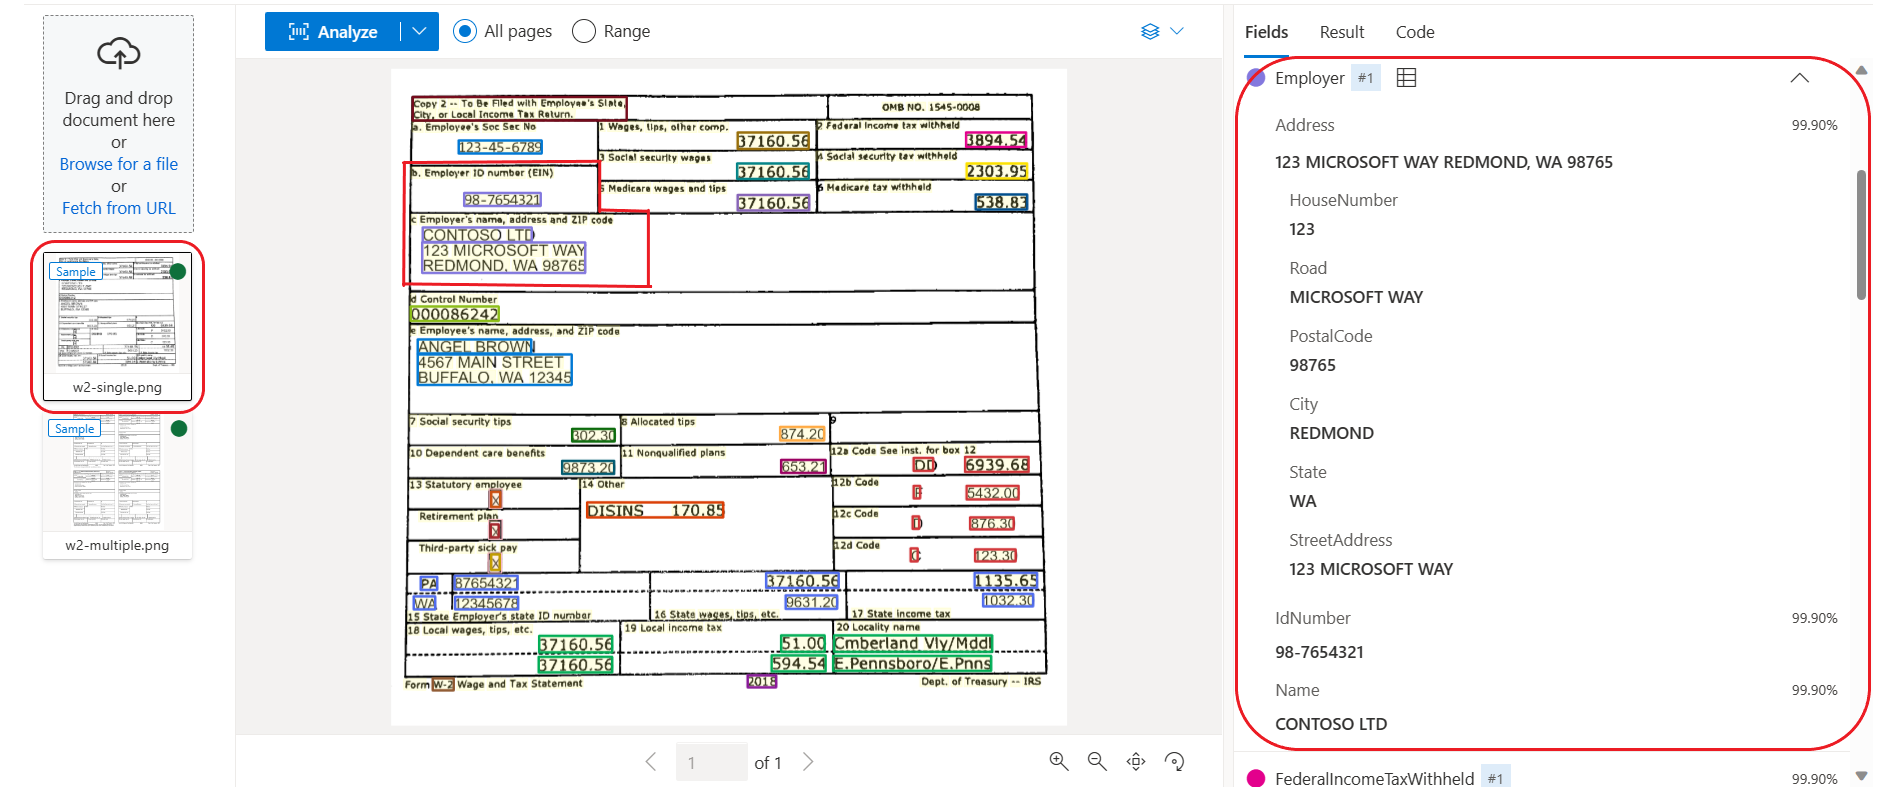 Drag and drop
document here
or
Browse for a file
or
Fetch from URL
Sample
w2-single.png
Sample
w2-multiple.png
Analyze
All pages
Range
Copy 2 -- To Be Filed with Employee's State,
City, or Local Income Tax Return.
OMB NO. 1545-0008
a. Employee's Soc Sec No
123-45-6789
1 Wages, tips, other comp.
37160.56
2 Federal income tax withheld
3894.54
3 Social security wages
37160.56
4 Social security tax withheld
2303.95
b. Employer ID number (EIN)
98-7654321
5 Medicare wages and tips
37160.56
6 Medicare tax withheld
538.83
c Employer's name, address and ZIP code
CONTOSO LTD
123 MICROSOFT WAY
REDMOND, WA 98765
d Control Number
000086242
e Employee's name, address, and ZIP code
ANGEL BROWN
4567 MAIN STREET
BUFFALO, WA 12345
7 Social security tips
302.30
8 Allocated tips
874.20
9
10 Dependent care benefits
9873.20
11 Nonqualified plans
653.21
12a Code See inst. for box 12
DD 6939.68
13 Statutory employee
X
14 Other
DISINS 170.85
12b Code
F 5432.00
Retirement plan
X
12c Code
D 876.30
Third-party sick pay
X
12d Code
C 123.30
PA 87654321 37160.56 1135.65
WA 12345678 9631.20 1032.30
15 State Employer's state ID number 16 State wages, tips, etc. 17 State income tax
18 Local wages, tips, etc. 19 Local income tax 20 Locality name
37160.56 51.00 Cmberland Vly/Mddl
37160.56 594.54 E.Pennsboro/E.Pnns
Form W-2 Wage and Tax Statement 2018 Dept. of Treasury -- IRS
1 of 1
Fields Result Code
Employer #1
Address 99.90%
123 MICROSOFT WAY REDMOND, WA 98765
HouseNumber
123
Road
MICROSOFT WAY
PostalCode
98765
City
REDMOND
State
WA
StreetAddress
123 MICROSOFT WAY
IdNumber 99.90%
98-7654321
Name 99.90%
CONTOSO LTD
FederalIncomeTaxWithheld #1 99.90%